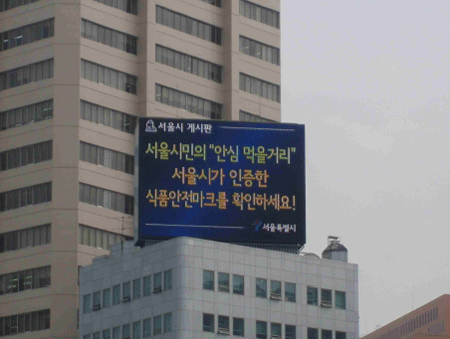 서울시 게시판
서울시민의 "안심 먹을거리"
서울시가 인증한
식품안전마크를 확인하세요!
서울특별시